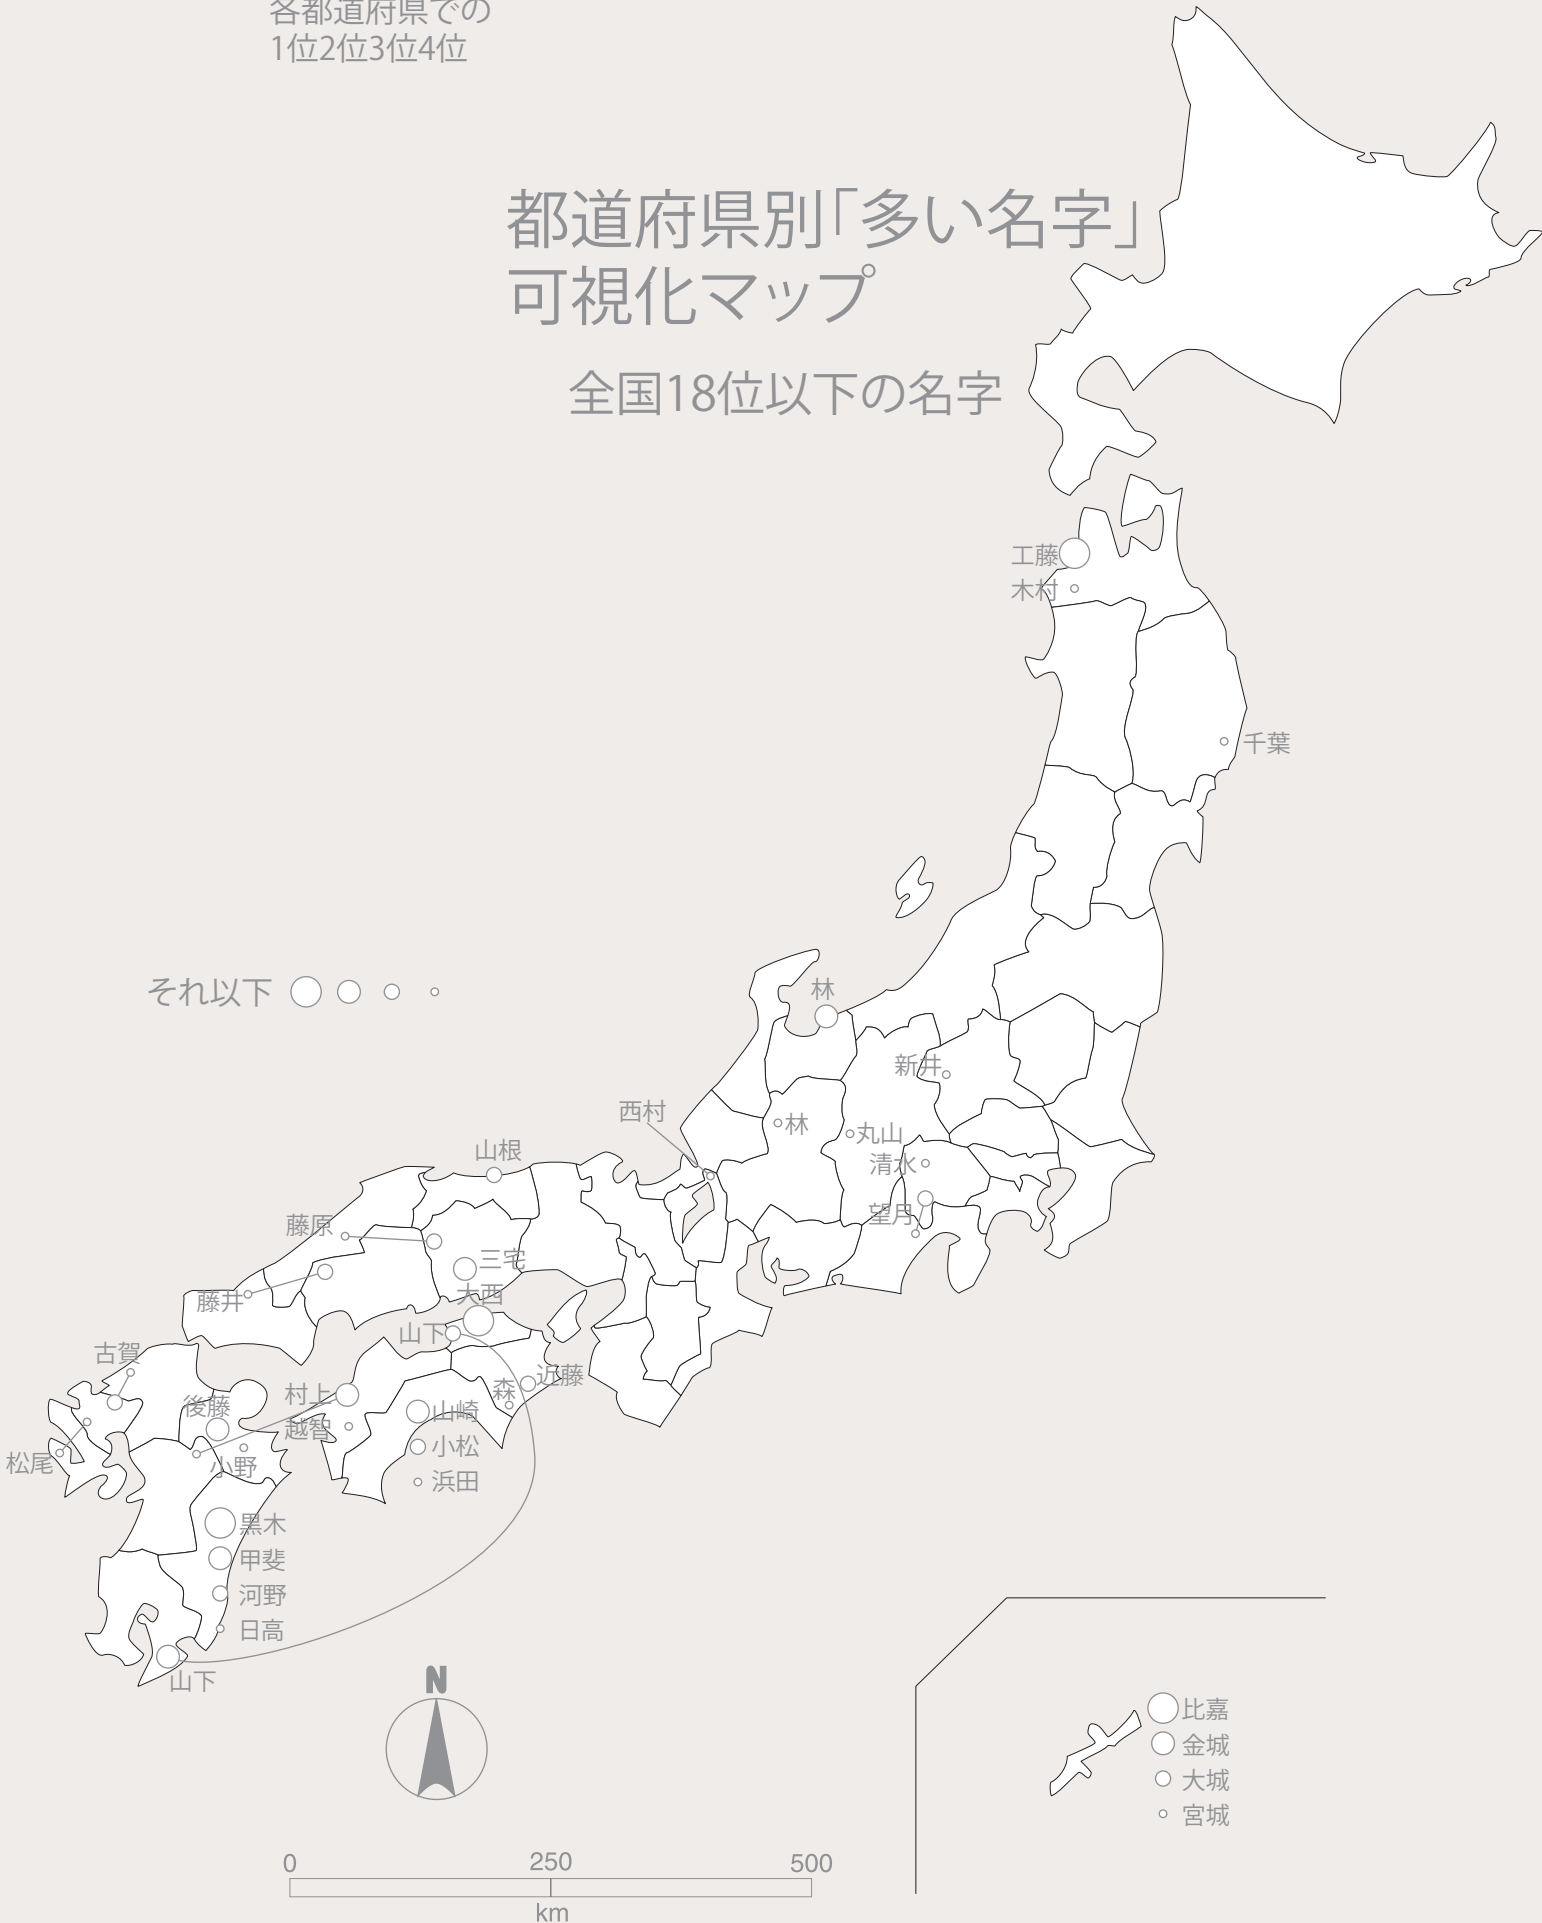 各都道府県での
1位2位3位4位
都道府県別「多い名字」
可視化マップ
全国18位以下の名字
工藤
木村
千葉
それ以下
林
新井
西村
林
丸山
山根
清水
望月
藤原
三宅
藤井
大西
山下
古賀
近藤
森
村上
後藤
山崎
越智
小松
松尾
小野
浜田
黒木
甲斐
河野
日高
山下
N
比嘉
金城
大城
宮城
0 250 500
km